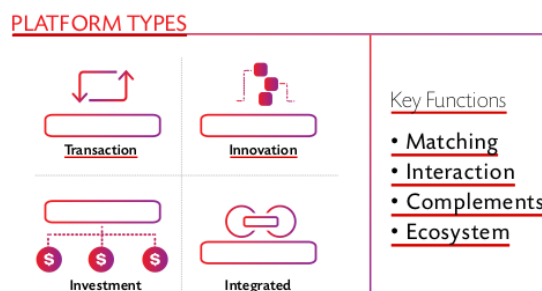 PLATFORM TYPES
Transaction
Innovation
$ $ $
Investment
Integrated
Key Functions
• Matching
• Interaction
• Complements
• Ecosystem